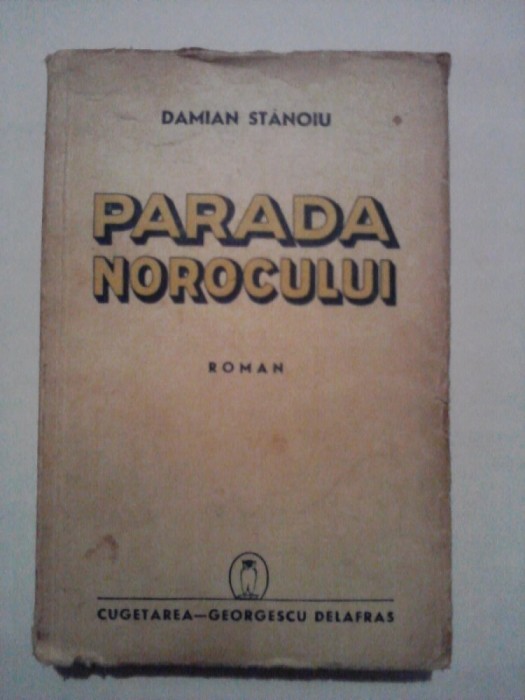 DAMIAN STĂNOIU
PARADA
NOROCULUI
ROMAN
CUGETAREA—GEORGESCU DELAFRAS